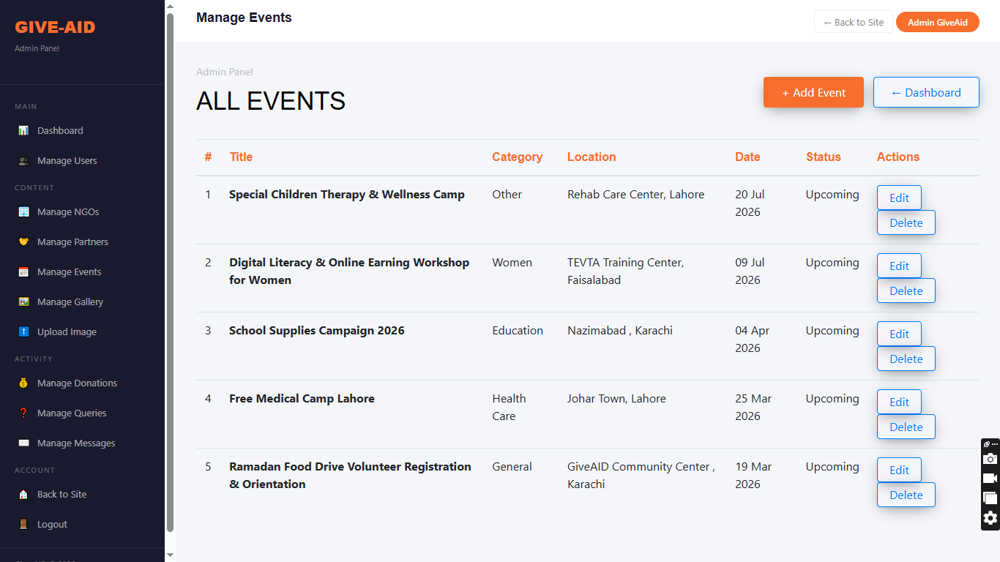 GIVE-AID
Admin Panel
MAIN
Dashboard
Manage Users
CONTENT
Manage NGOs
Manage Partners
Manage Events
Manage Gallery
Upload Image
ACTIVITY
Manage Donations
Manage Queries
Manage Messages
ACCOUNT
Back to Site
Logout
Manage Events
← Back to Site
Admin GiveAid
Admin Panel
ALL EVENTS
+ Add Event
← Dashboard
# Title Category Location Date Status Actions
1 Special Children Therapy & Wellness Camp Other Rehab Care Center, Lahore 20 Jul Upcoming Edit
2026 Delete
2 Digital Literacy & Online Earning Workshop Women TEVTA Training Center, 09 Jul Upcoming Edit
for Women Faisalabad 2026 Delete
3 School Supplies Campaign 2026 Education Nazimabad , Karachi 04 Apr Upcoming Edit
2026 Delete
4 Free Medical Camp Lahore Health Johar Town, Lahore 25 Mar Upcoming Edit
Care 2026 Delete
5 Ramadan Food Drive Volunteer Registration General GiveAID Community Center , 19 Mar Upcoming Edit
& Orientation Karachi 2026 Delete